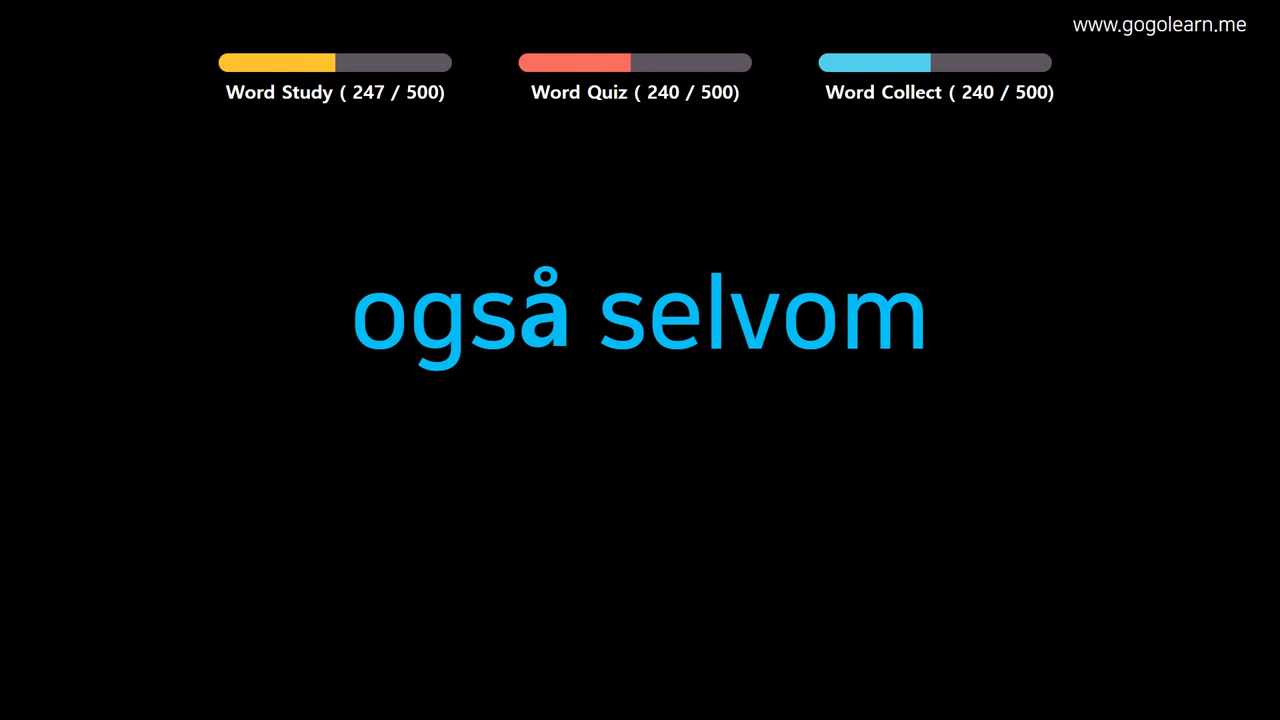 www.gogolearn.me
Word Study ( 247 / 500)
Word Quiz ( 240 / 500)
Word Collect ( 240 / 500)
også selvom